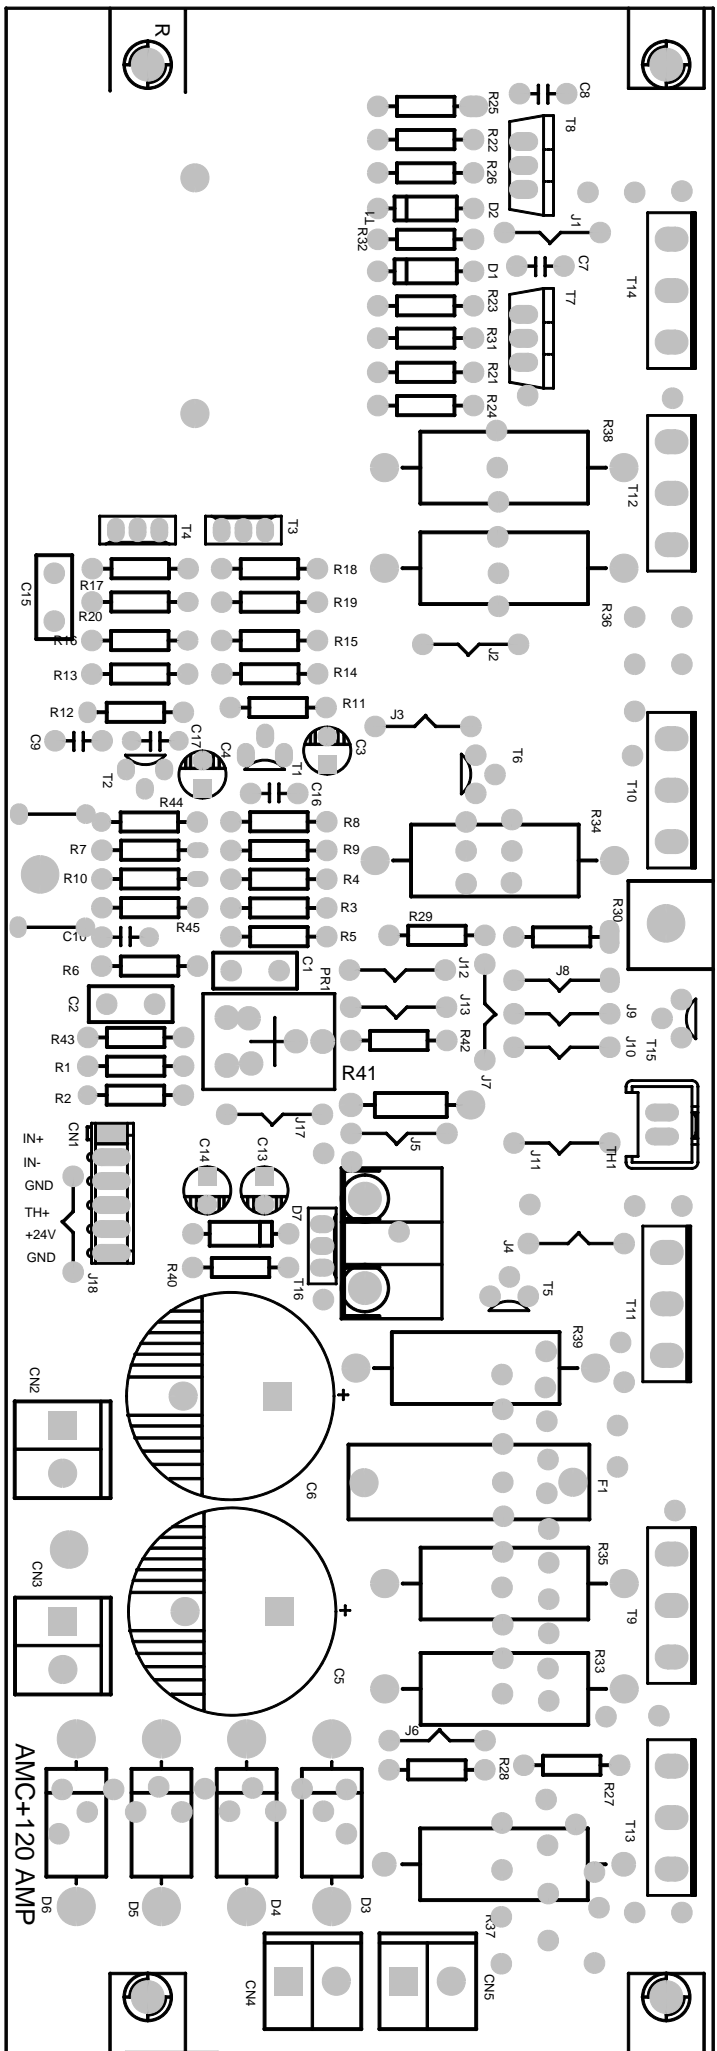 R
C8
R25
T8
R22
R26
D2
T1
R32
J1
D1
C7
T14
R23
T7
R31
R21
R24
R38
T12
T4
T3
C15
R17
R18
R20
R19
R36
R16
R15
J2
R13
R14
R12
R11
J3
C9
C17
C4
C3
T6
T2
T1
C16
T10
R44
R8
R34
R7
R9
R10
R4
R45
R3
R29
R30
C10
R5
R6
C1
PR1
J12
J8
C2
J13
J9
R43
R42
T15
J10
R1
R41
J7
R2
CN1
J17
IN+
J5
J11
TH1
IN-
C14
C13
GND
TH+
D7
+24V
J4
GND
J18
R40
T16
T5
T11
R39
CN2
+
C6
F1
CN3
R35
T9
+
C5
R33
J6
AMC+120 AMP
R28
R27
T13
D6
D5
D4
D3
R37
CN4
CN5